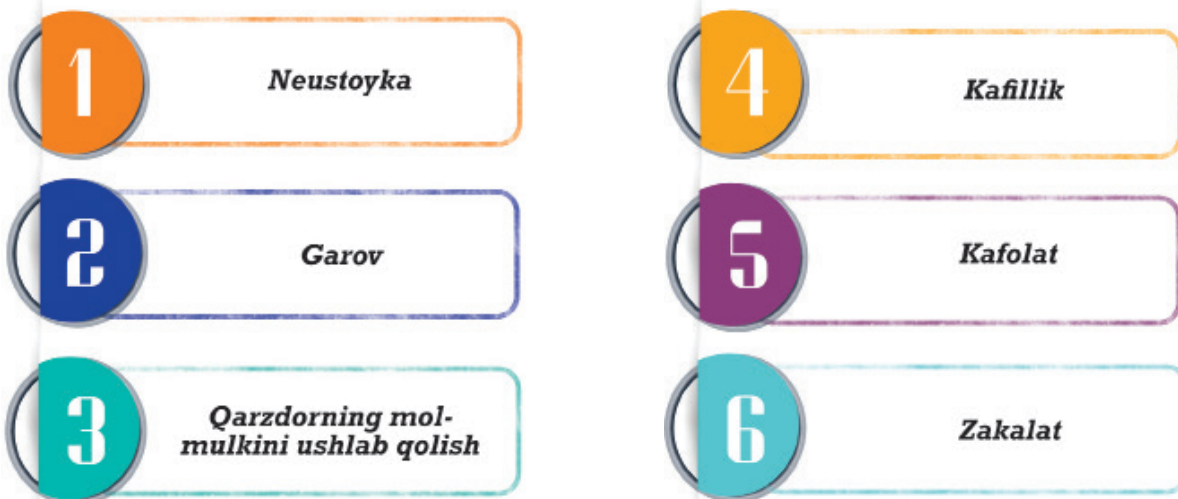 1
Neustoyka
2
Garov
3
Qarzdorning mol-
mulkini ushlab qolish
4
Kafillik
5
Kafolat
6
Zakalat